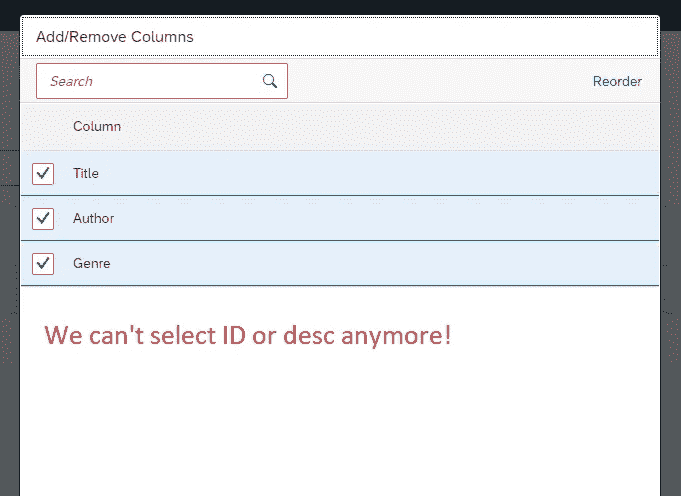 Add/Remove Columns
Search
Reorder
Column
Title
Author
Genre
We can't select ID or desc anymore!